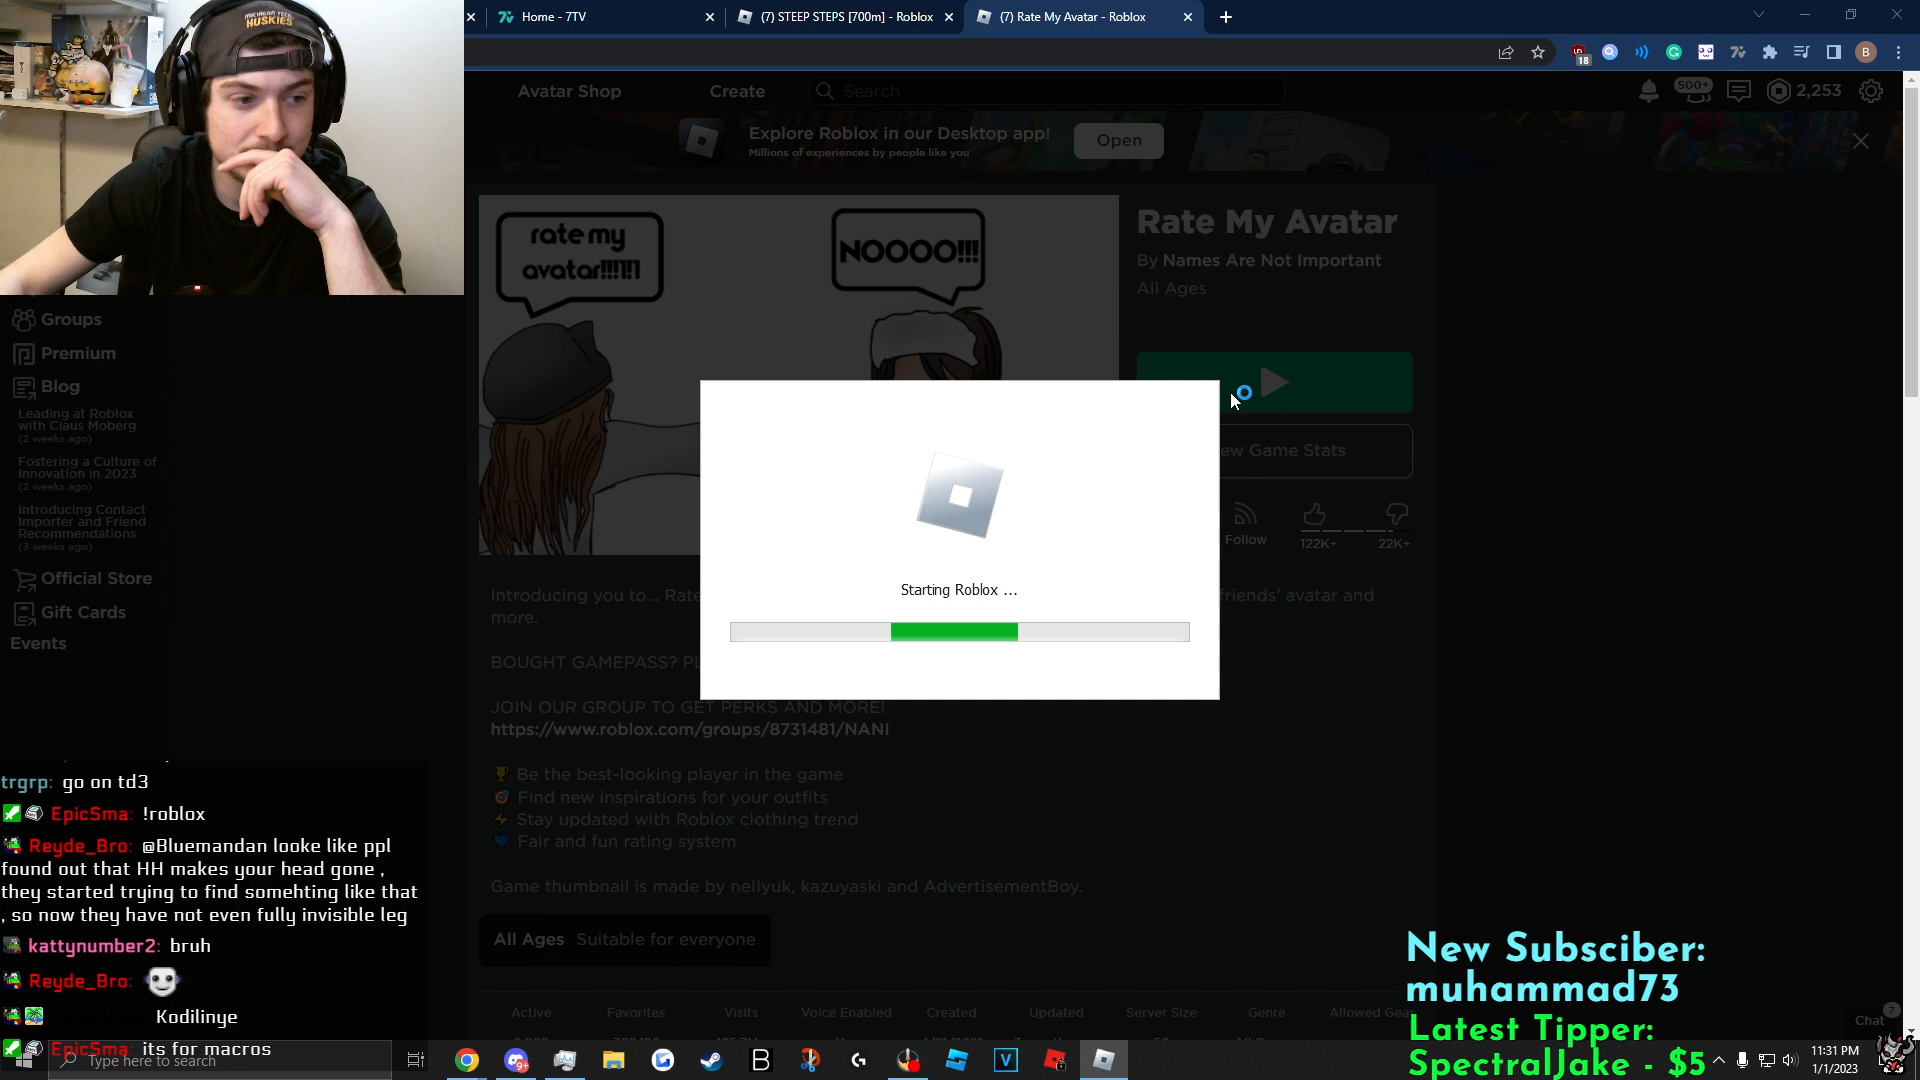 Home - 7TV
(7) STEEP STEPS [700m] - Roblox
(7) Rate My Avatar - Roblox
MICHIGAN TECH
HUSKIES
18
B
Avatar Shop
Create
Search
500+
2,253
Explore Roblox in our Desktop app!
Millions of experiences by people like you
Open
rate my
avatar!!!1!1
NOOOO!!!
Rate My Avatar
By Names Are Not Important
All Ages
ew Game Stats
Follow
122K+
22K+
Groups
Premium
Blog
Leading at Roblox
with Claus Moberg
(2 weeks ago)
Fostering a Culture of
Innovation in 2023
(2 weeks ago)
Introducing Contact
Importer and Friend
Recommendations
(3 weeks ago)
Official Store
Gift Cards
Events
Starting Roblox ...
Introducing you to... Rate
friends' avatar and
more.
BOUGHT GAMEPASS? PL
JOIN OUR GROUP TO GET PERKS AND MORE!
https://www.roblox.com/groups/8731481/NANI
Be the best-looking player in the game
Find new inspirations for your outfits
Stay updated with Roblox clothing trend
Fair and fun rating system
Game thumbnail is made by nellyuk, kazuyaski and AdvertisementBoy.
All Ages Suitable for everyone
Active
Favorites
Visits
Voice Enabled
Created
Updated
Server Size
Genre
Allowed Gear
trgrp: go on td3
EpicSma: !roblox
Reyde_Bro: @Bluemandan looke like ppl
found out that HH makes your head gone ,
they started trying to find somehting like that
, so now they have not even fully invisible leg
kattynumber2: bruh
Reyde_Bro:
Kodilinye
EpicSma: its for macros
Type here to search
New Subsciber:
muhammad73
Latest Tipper:
SpectralJake - $5
Chat
7
11:31 PM
1/1/2023